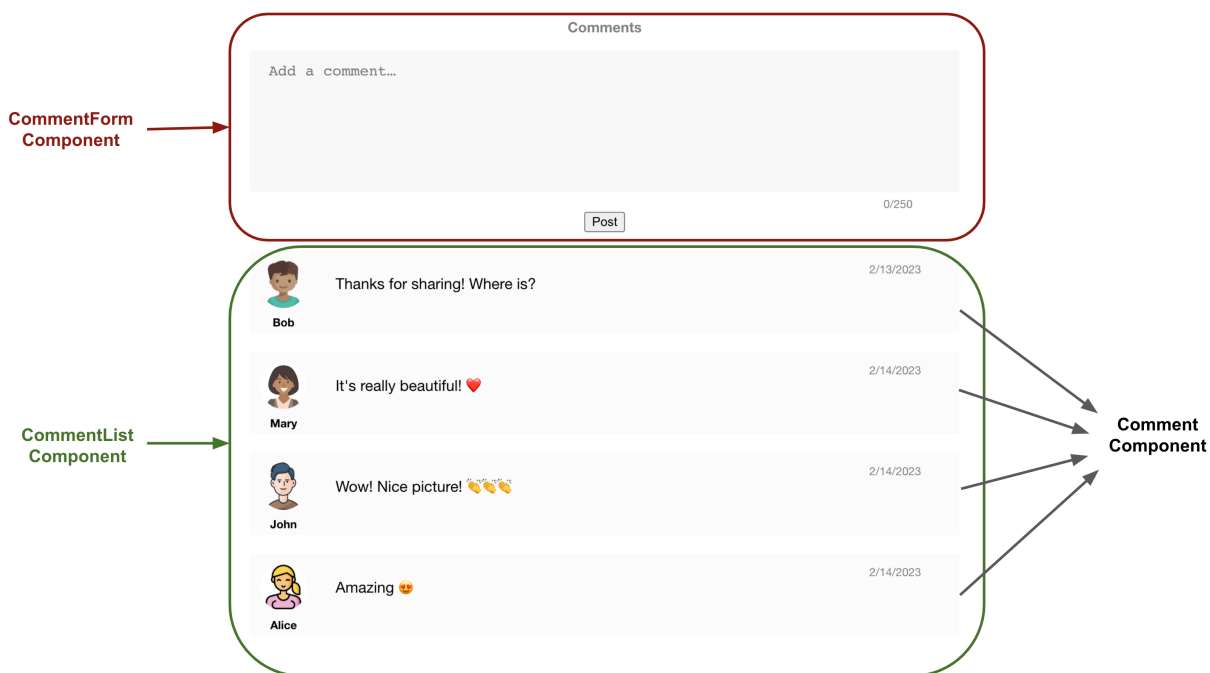 Comments
Add a comment…
CommentForm
Component
0/250
Post
2/13/2023
Thanks for sharing! Where is?
Bob
2/14/2023
It's really beautiful! ❤️
Mary
CommentList
Component
Comment
Component
2/14/2023
Wow! Nice picture! 👏👏👏
John
2/14/2023
Amazing 😍
Alice